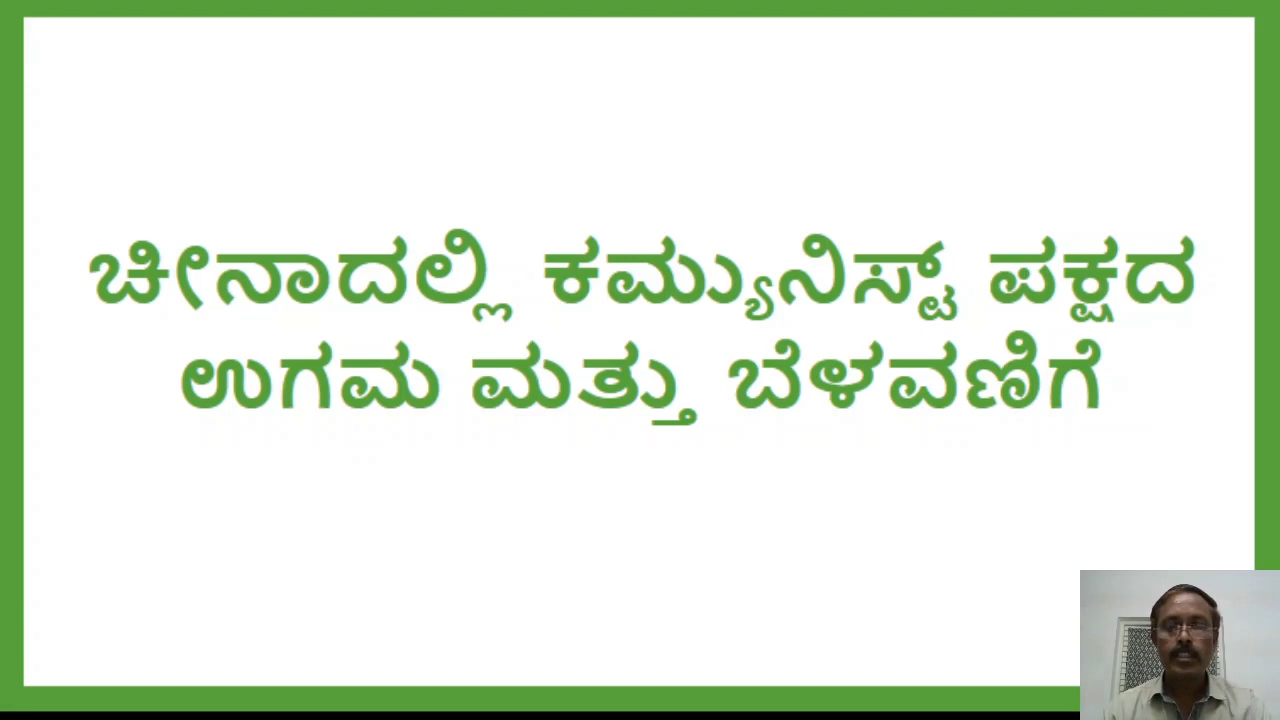 ಚೀನಾದಲ್ಲಿ ಕಮ್ಯುನಿಸ್ಟ್ ಪಕ್ಷದ
ಉಗಮ ಮತ್ತು ಬೆಳವಣಿಗೆ